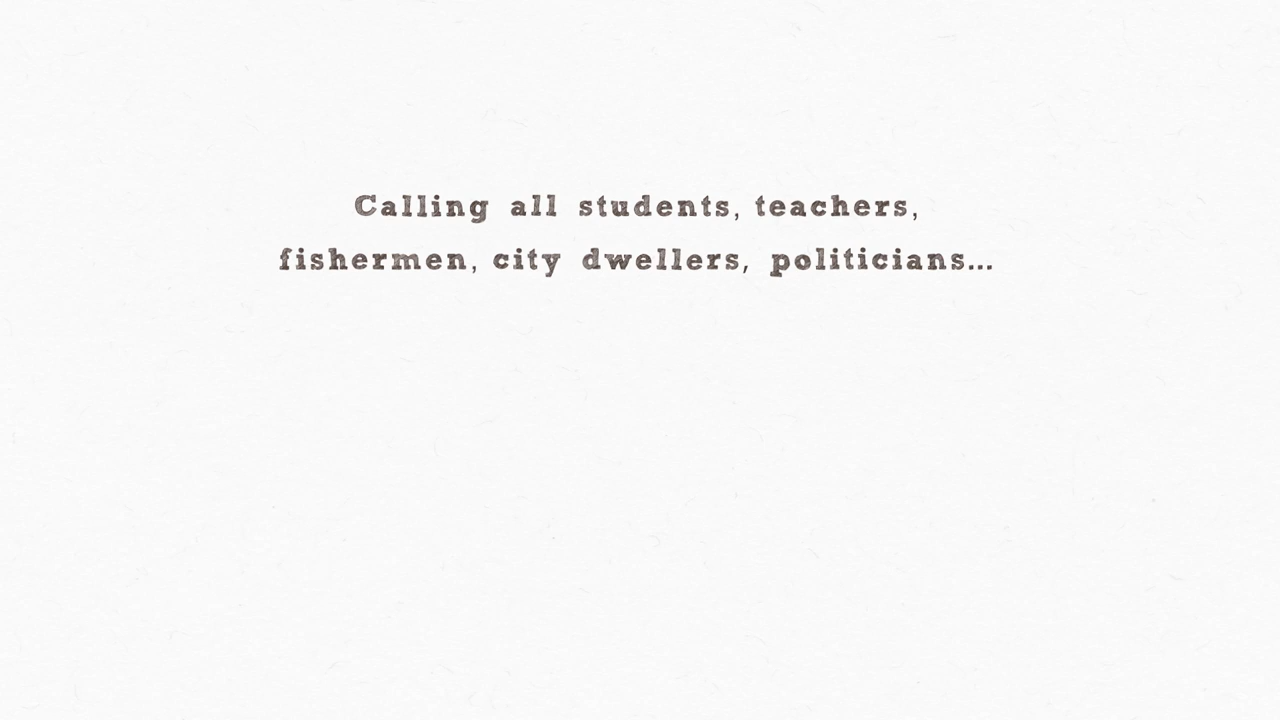 Calling all students, teachers,
fishermen, city dwellers, politicians...